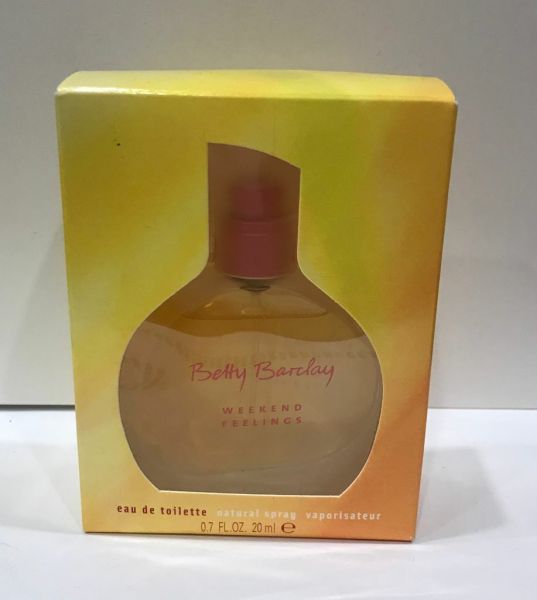 Betty Barclay
WEEKEND
FEELINGS
eau de toilette natural spray vaporisateur
0.7 FL.OZ. 20 ml e